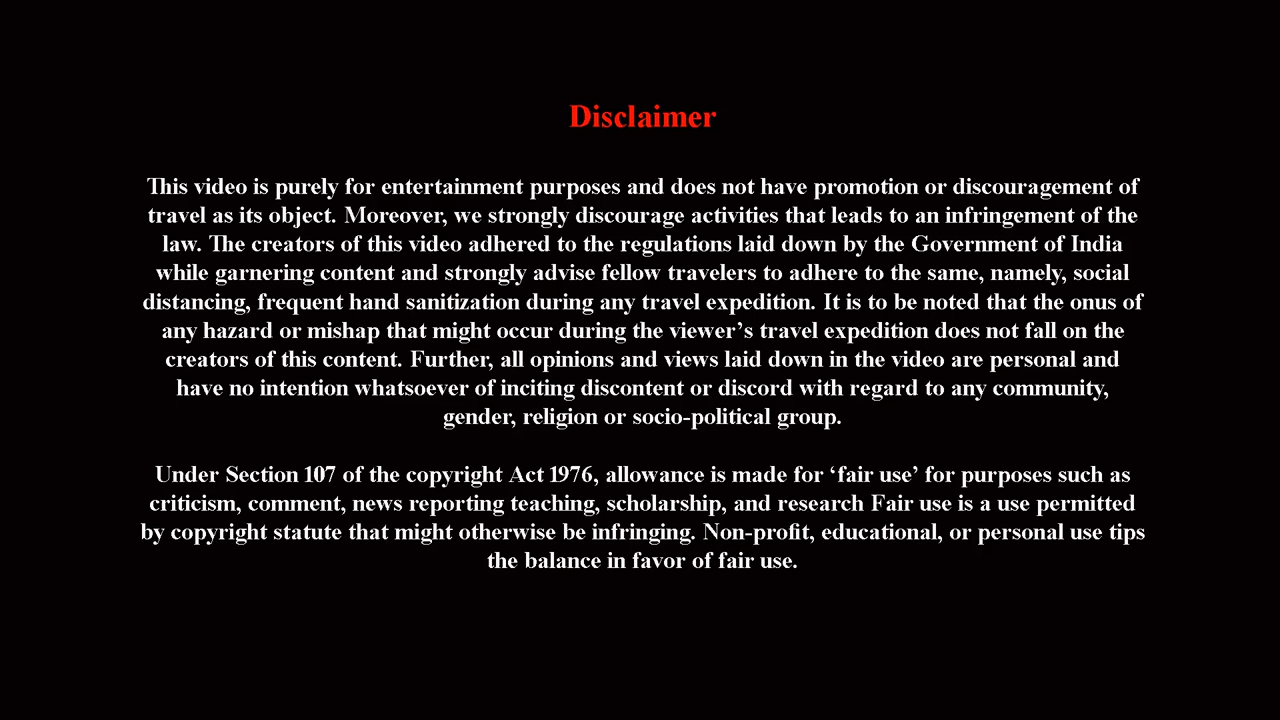 Disclaimer
This video is purely for entertainment purposes and does not have promotion or discouragement of
travel as its object. Moreover, we strongly discourage activities that leads to an infringement of the
law. The creators of this video adhered to the regulations laid down by the Government of India
while garnering content and strongly advise fellow travelers to adhere to the same, namely, social
distancing, frequent hand sanitization during any travel expedition. It is to be noted that the onus of
any hazard or mishap that might occur during the viewer’s travel expedition does not fall on the
creators of this content. Further, all opinions and views laid down in the video are personal and
have no intention whatsoever of inciting discontent or discord with regard to any community,
gender, religion or socio-political group.
Under Section 107 of the copyright Act 1976, allowance is made for ‘fair use’ for purposes such as
criticism, comment, news reporting teaching, scholarship, and research Fair use is a use permitted
by copyright statute that might otherwise be infringing. Non-profit, educational, or personal use tips
the balance in favor of fair use.